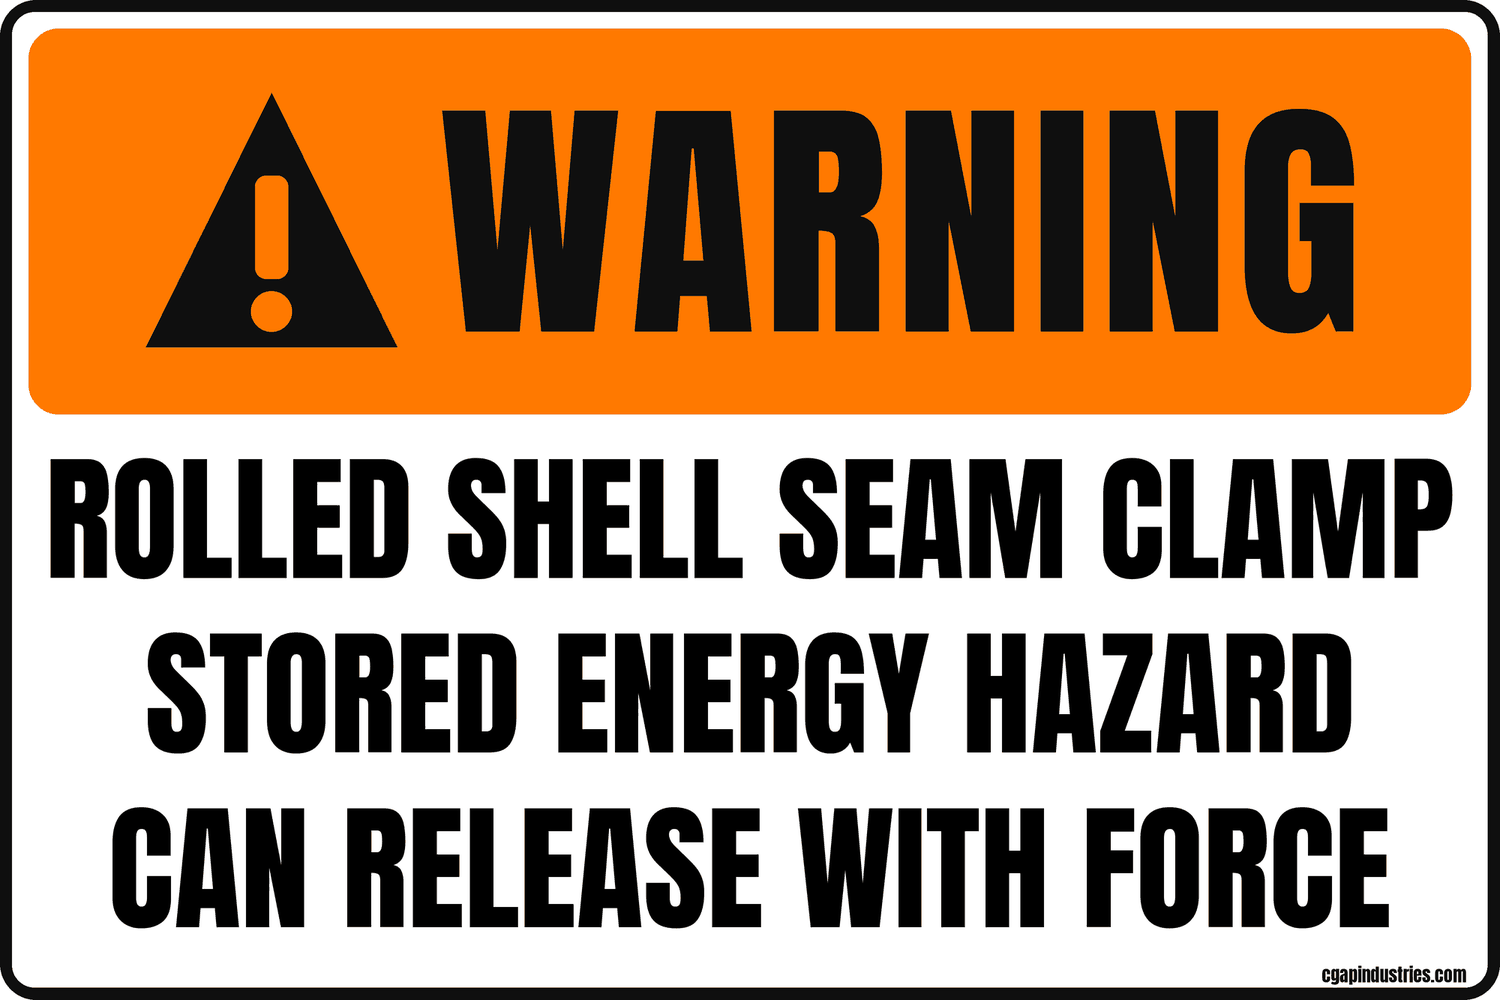 WARNING
ROLLED SHELL SEAM CLAMP
STORED ENERGY HAZARD
CAN RELEASE WITH FORCE
cgapindustries.com